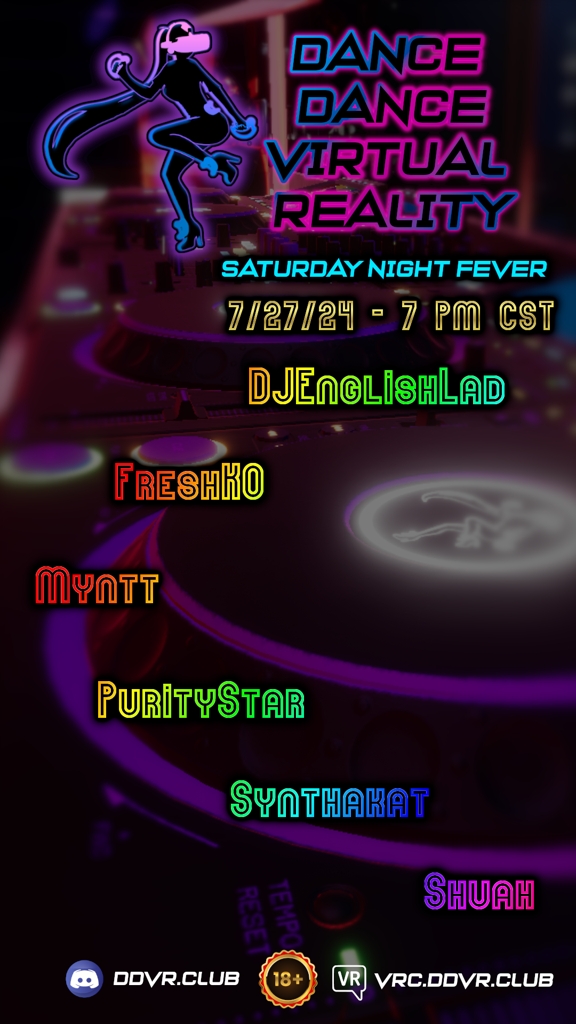 DANCE
DANCE
VIRTUAL
REALITY
SATURDAY NIGHT FEVER
7/27/24 - 7 PM CST
DJEnglishLad
FreshKO
Myntt
PurityStar
Synthakat
Shuah
TEMPO
RESET
DDVR.CLUB
18+
VR
VRC.DDVR.CLUB